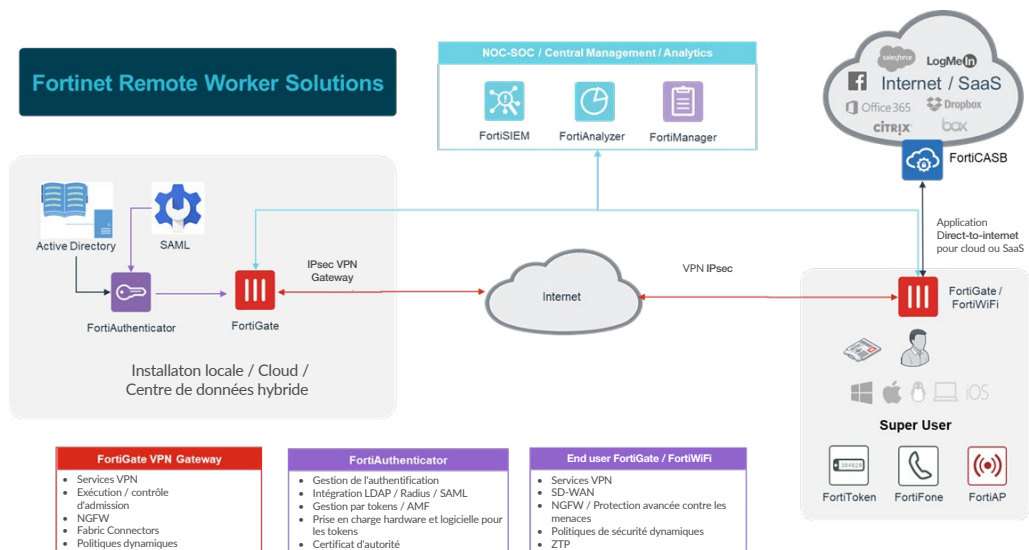 Fortinet Remote Worker Solutions
NOC-SOC / Central Management / Analytics
FortiSIEM
FortiAnalyzer
FortiManager
salesforce
LogMeIn
Internet / SaaS
Office 365
Dropbox
CITRIX
box
FortiCASB
Application
Direct-to-internet
pour cloud ou SaaS
Active Directory
SAML
FortiAuthenticator
FortiGate
IPsec VPN
Gateway
Internet
VPN IPsec
FortiGate /
FortiWiFi
Installaton locale / Cloud /
Centre de données hybride
iOS
Super User
384629
FortiToken
FortiFone
FortiAP
FortiGate VPN Gateway
• Services VPN
• Exécution / contrôle
d'admission
• NGFW
• Fabric Connectors
• Politiques dynamiques
FortiAuthenticator
• Gestion de l'authentification
• Intégration LDAP / Radius / SAML
• Gestion par tokens / AMF
• Prise en charge hardware et logicielle pour
les tokens
• Certificat d'autorité
End user FortiGate / FortiWiFi
• Services VPN
• SD-WAN
• NGFW / Protection avancée contre les
menaces
• Politiques de sécurité dynamiques
• ZTP